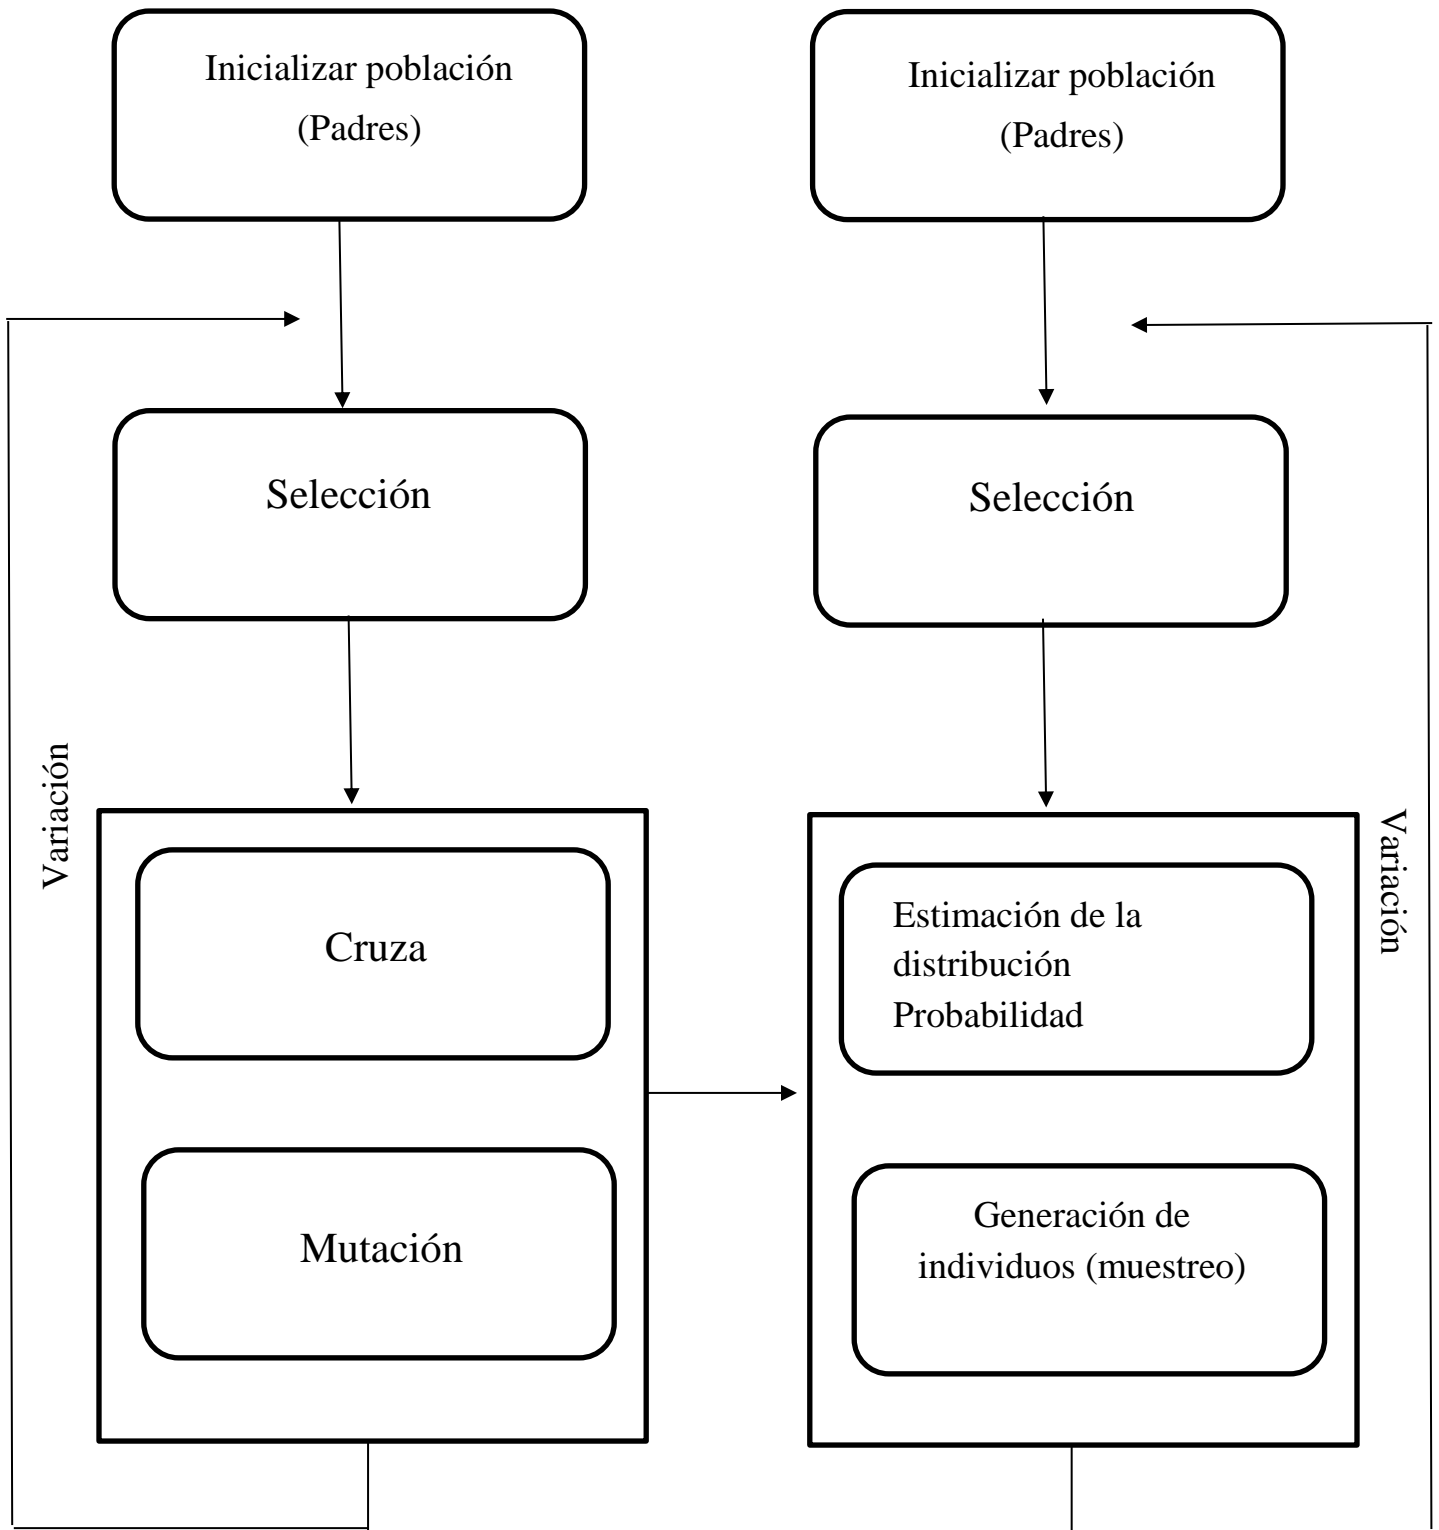 Inicializar población
(Padres)
Selección
Variación
Cruza
Mutación
Inicializar población
(Padres)
Selección
Variación
Estimación de la
distribución
Probabilidad
Generación de
individuos (muestreo)